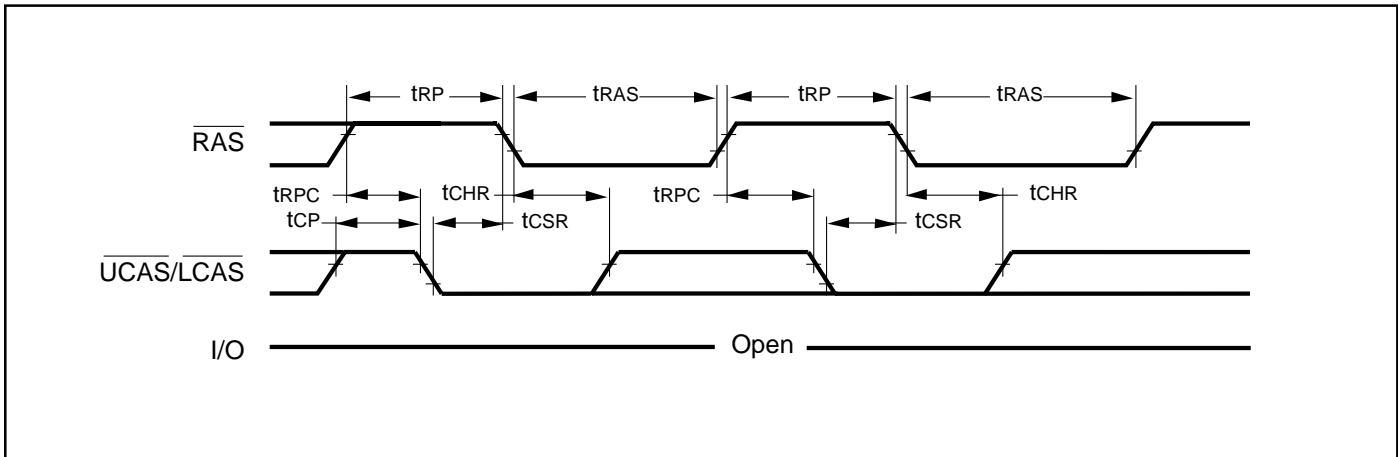 tRP tRAS tRP tRAS
RAS
tRPC tCHR tRPC tCHR
tCP tCSR tCSR
UCAS/LCAS
I/O Open